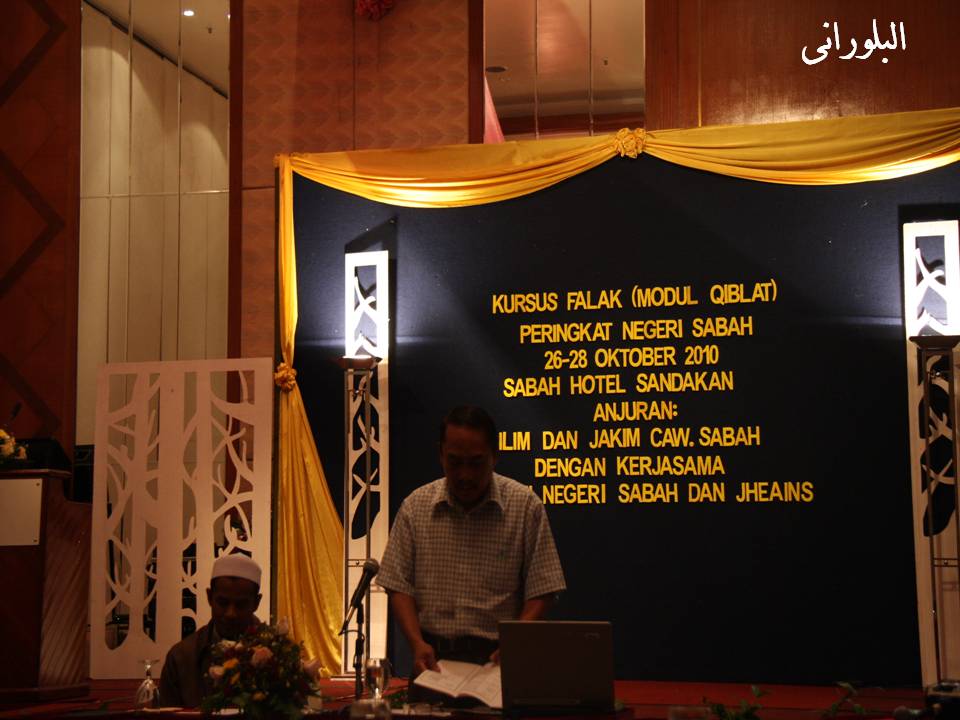 البلوراني
KURSUS FALAK (MODUL QIBLAT)
PERINGKAT NEGERI SABAH
26-28 OKTOBER 2010
SABAH HOTEL SANDAKAN
ANJURAN:
ILIM DAN JAKIM CAW. SABAH
DENGAN KERJASAMA
NEGERI SABAH DAN JHEAINS